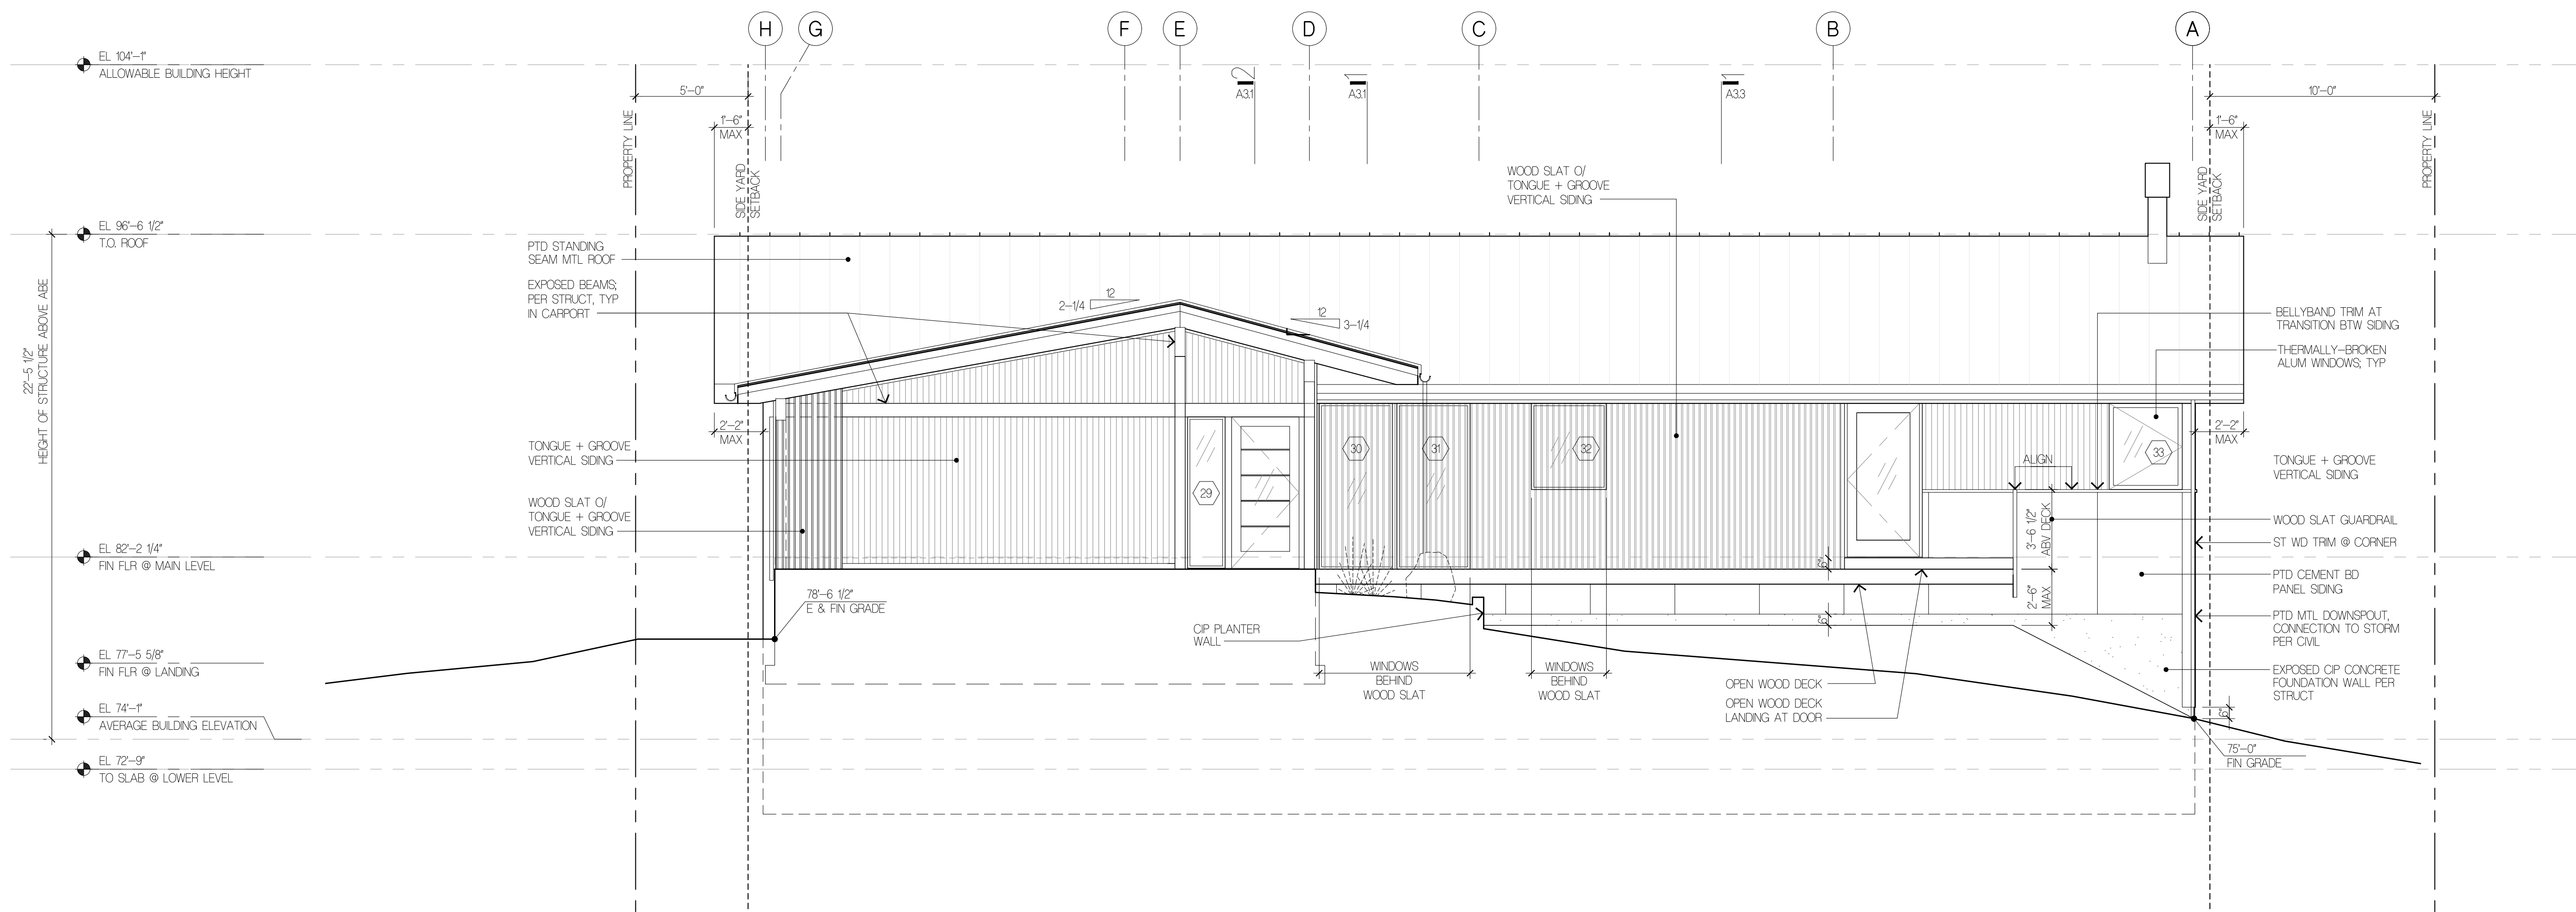 H
G
F
E
D
C
B
A
EL 104'-1"
ALLOWABLE BUILDING HEIGHT
5'-0"
10'-0"
1'-6"
MAX
1'-6"
MAX
2
A3.1
1
A3.1
1
A3.3
PROPERTY LINE
SIDE YARD
SETBACK
SIDE YARD
SETBACK
PROPERTY LINE
WOOD SLAT O/
TONGUE + GROOVE
VERTICAL SIDING
EL 96'-6 1/2"
T.O. ROOF
PTD STANDING
SEAM MTL ROOF
EXPOSED BEAMS;
PER STRUCT, TYP
IN CARPORT
12
2-1/4
12
3-1/4
BELLYBAND TRIM AT
TRANSITION BTW SIDING
THERMALLY-BROKEN
ALUM WINDOWS; TYP
22'-5 1/2"
HEIGHT OF STRUCTURE ABOVE ABE
2'-2"
MAX
2'-2"
MAX
TONGUE + GROOVE
VERTICAL SIDING
WOOD SLAT O/
TONGUE + GROOVE
VERTICAL SIDING
29
30
31
32
33
ALIGN
TONGUE + GROOVE
VERTICAL SIDING
WOOD SLAT GUARDRAIL
ST WD TRIM @ CORNER
PTD CEMENT BD
PANEL SIDING
PTD MTL DOWNSPOUT,
CONNECTION TO STORM
PER CIVIL
EXPOSED CIP CONCRETE
FOUNDATION WALL PER
STRUCT
3'-6 1/2"
ABV DECK
2'-6"
MAX
6"
6"
6"
EL 82'-2 1/4"
FIN FLR @ MAIN LEVEL
78'-6 1/2"
E & FIN GRADE
CIP PLANTER
WALL
EL 77'-5 5/8"
FIN FLR @ LANDING
WINDOWS
BEHIND
WOOD SLAT
WINDOWS
BEHIND
WOOD SLAT
OPEN WOOD DECK
OPEN WOOD DECK
LANDING AT DOOR
EL 74'-1"
AVERAGE BUILDING ELEVATION
75'-0"
FIN GRADE
EL 72'-9"
TO SLAB @ LOWER LEVEL